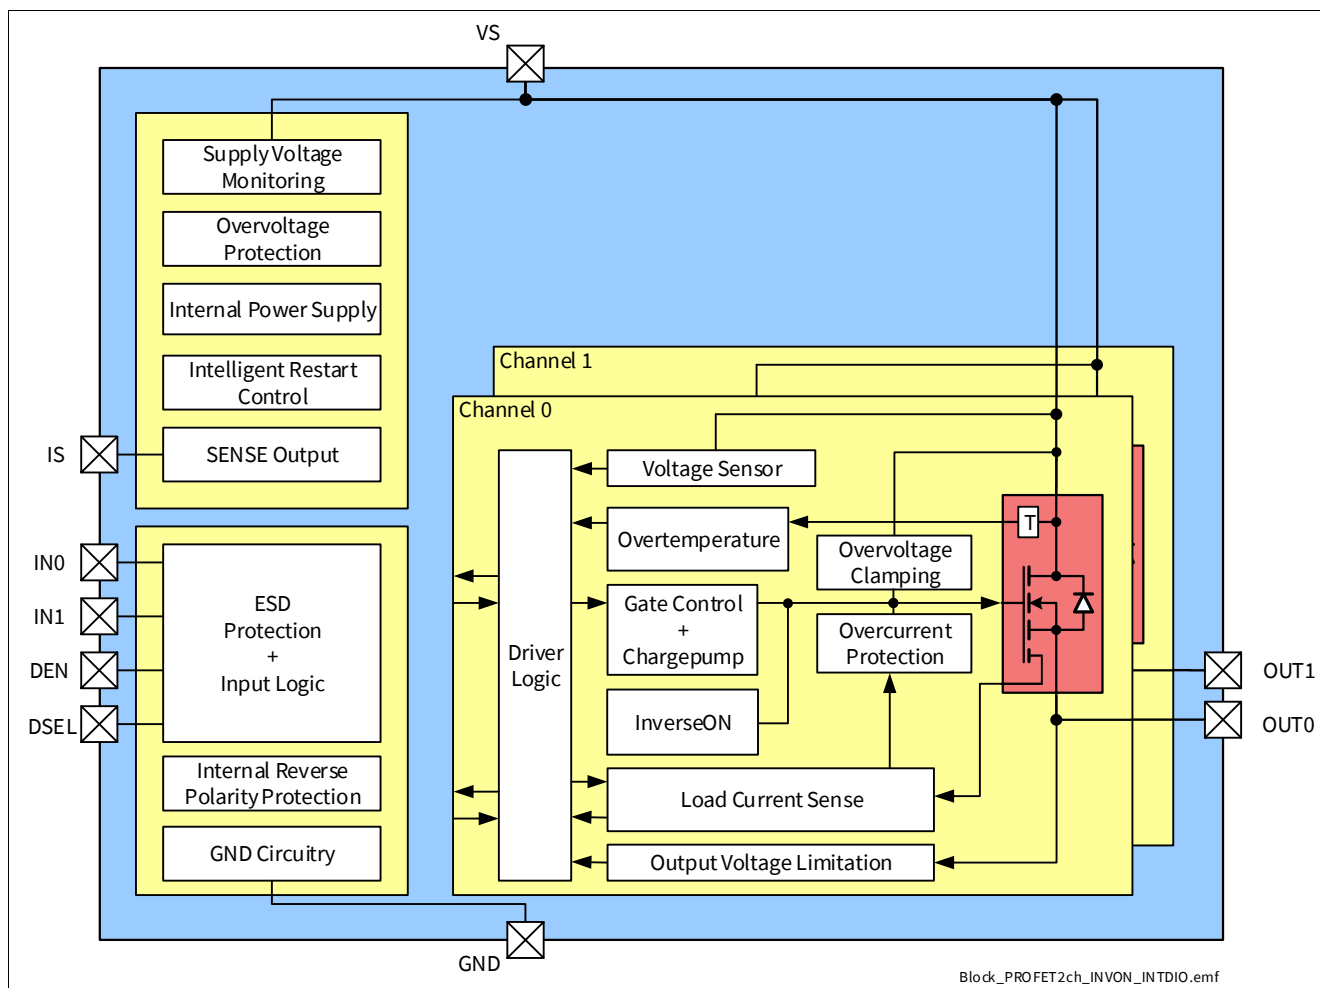 VS
Supply Voltage
Monitoring
Overvoltage
Protection
Internal Power Supply
Intelligent Restart
Control
SENSE Output
IS
IN0
IN1
DEN
DSEL
ESD
Protection
+
Input Logic
Internal Reverse
Polarity Protection
GND Circuitry
GND
Channel 1
Channel 0
Driver
Logic
Voltage Sensor
Overtemperature
T
Overvoltage
Clamping
Gate Control
+
Chargepump
Overcurrent
Protection
InverseON
Load Current Sense
Output Voltage Limitation
OUT1
OUT0
Block_PROFET2ch_INVON_INTDIO.emf